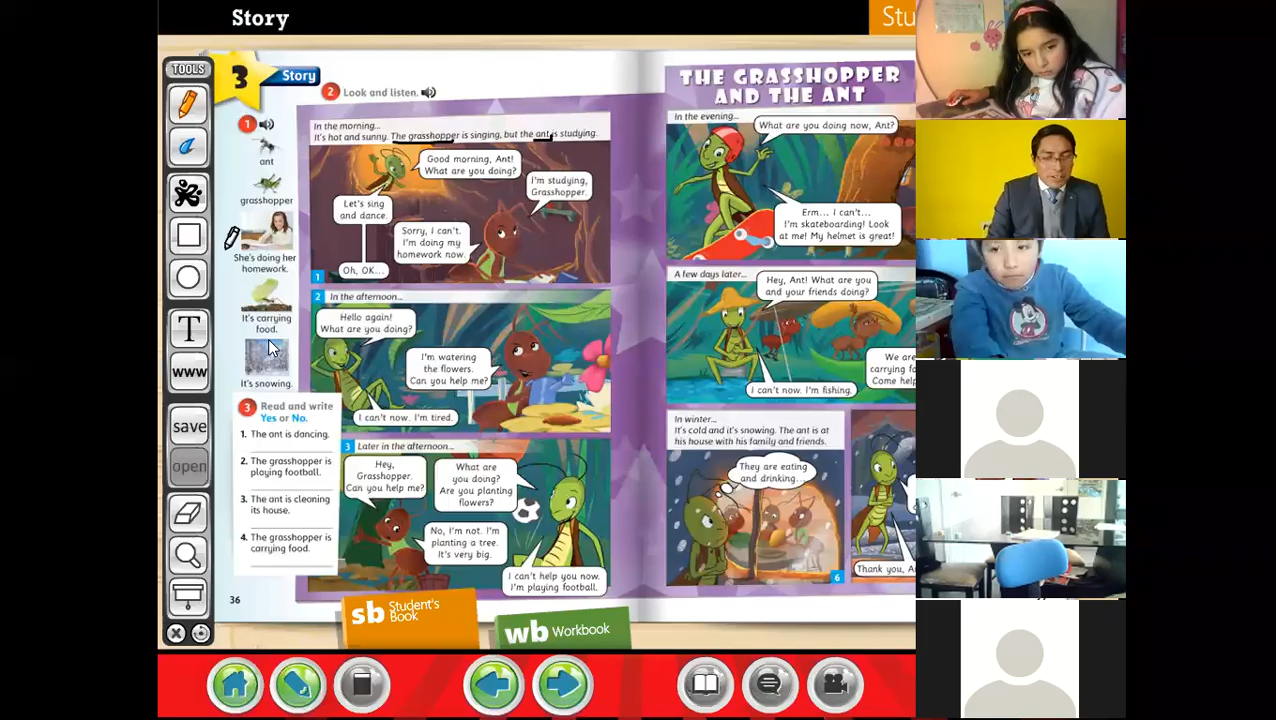 Story
Stu
TOOLS
T
www
save
open
3
Story
1
ant
grasshopper
She's doing her
homework.
It's carrying
food.
It's snowing.
2 Look and listen.
In the morning...
It's hot and sunny. The grasshopper is singing, but the ant is studying.
Good morning, Ant!
What are you doing?
I'm studying,
Grasshopper.
Let's sing
and dance.
Sorry, I can't.
I'm doing my
homework now.
Oh, OK...
1
2 In the afternoon...
Hello again!
What are you doing?
I'm watering
the flowers.
Can you help me?
I can't now. I'm tired.
3 Later in the afternoon...
Hey,
Grasshopper.
Can you help me?
What are
you doing?
Are you planting
flowers?
No, I'm not. I'm
planting a tree.
It's very big.
I can't help you now.
I'm playing football.
3 Read and write
Yes or No.
1. The ant is dancing.
2. The grasshopper is
playing football.
3. The ant is cleaning
its house.
4. The grasshopper is
carrying food.
36
THE GRASSHOPPER
AND THE ANT
In the evening...
What are you doing now, Ant?
Erm... I can't...
I'm skateboarding! Look
at me! My helmet is great!
A few days later...
Hey, Ant! What are you
and your friends doing?
We are
carrying fo
Come help
I can't now. I'm fishing.
In winter...
It's cold and it's snowing. The ant is at
his house with his family and friends.
They are eating
and drinking...
6
Thank you, A
sb Student's
Book
wb Workbook